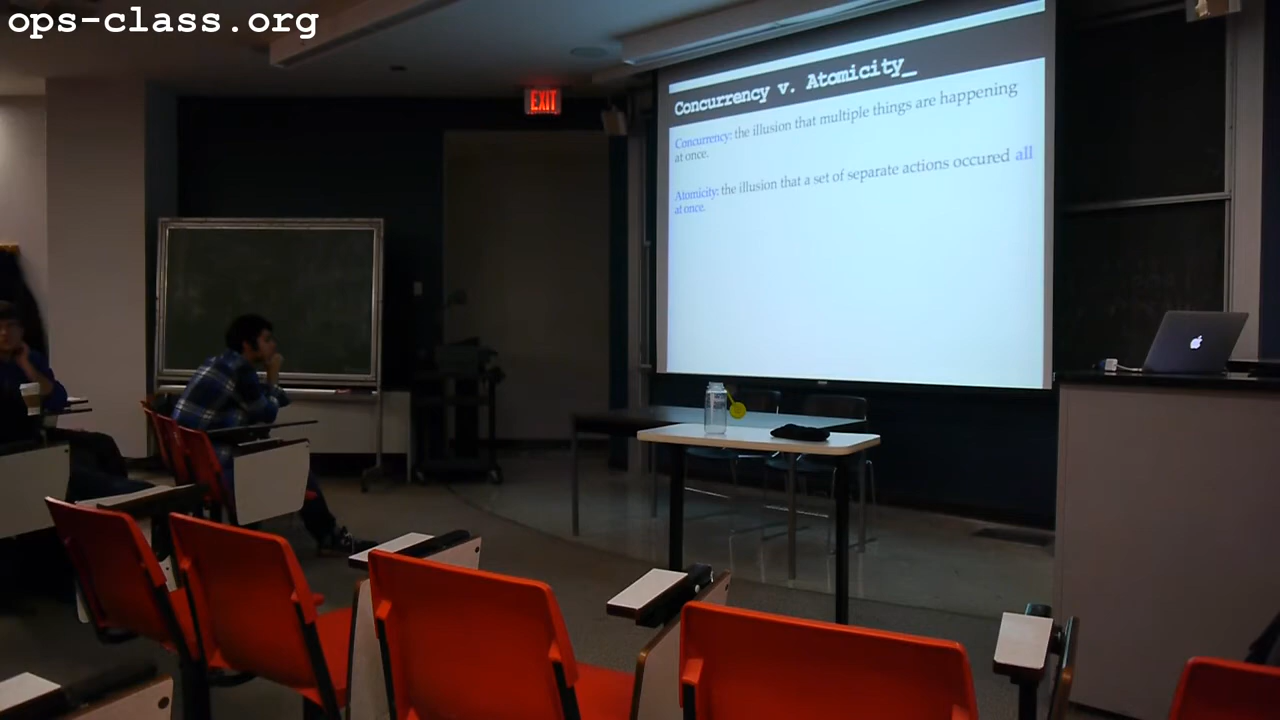 ops-class.org
EXIT
Concurrency v. Atomicity_
Concurrency: the illusion that multiple things are happening
at once.
Atomicity: the illusion that a set of separate actions occured all
at once.